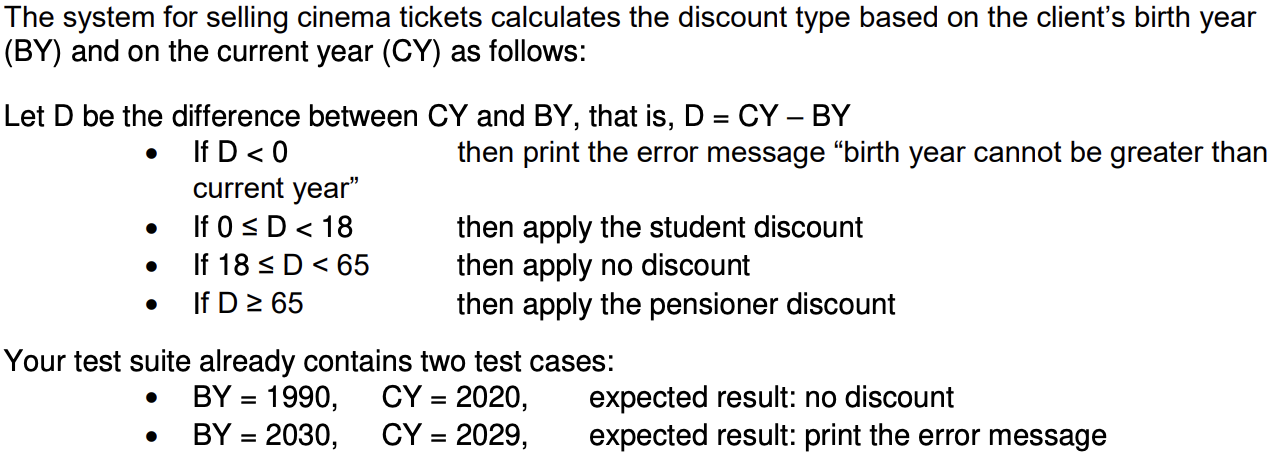 The system for selling cinema tickets calculates the discount type based on the client’s birth year
(BY) and on the current year (CY) as follows:
Let D be the difference between CY and BY, that is, D = CY – BY
• If D < 0 then print the error message “birth year cannot be greater than
current year”
• If 0 ≤ D < 18 then apply the student discount
• If 18 ≤ D < 65 then apply no discount
• If D ≥ 65 then apply the pensioner discount
Your test suite already contains two test cases:
• BY = 1990, CY = 2020, expected result: no discount
• BY = 2030, CY = 2029, expected result: print the error message